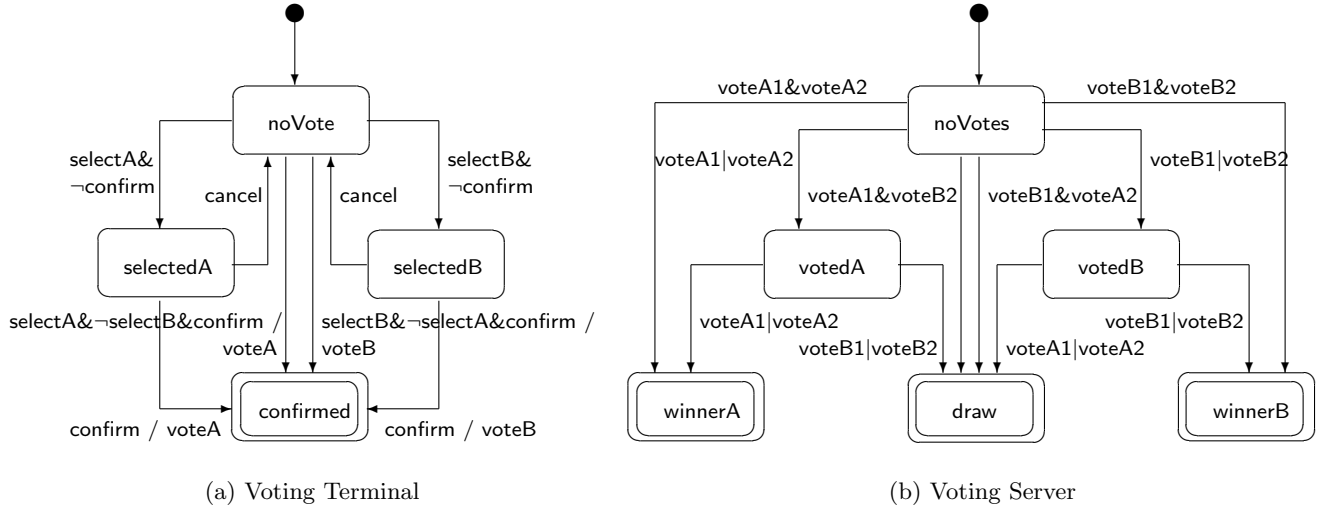 noVote
selectA&
¬confirm
selectB&
¬confirm
cancel
cancel
selectedA
selectedB
selectA&¬selectB&confirm /
voteA
selectB&¬selectA&confirm /
voteB
confirmed
confirm / voteA
confirm / voteB
(a) Voting Terminal
voteA1&voteA2
voteB1&voteB2
noVotes
voteA1|voteA2
voteB1|voteB2
voteA1&voteB2
voteB1&voteA2
votedA
votedB
voteA1|voteA2
voteB1|voteB2
voteB1|voteB2
voteA1|voteA2
winnerA
draw
winnerB
(b) Voting Server